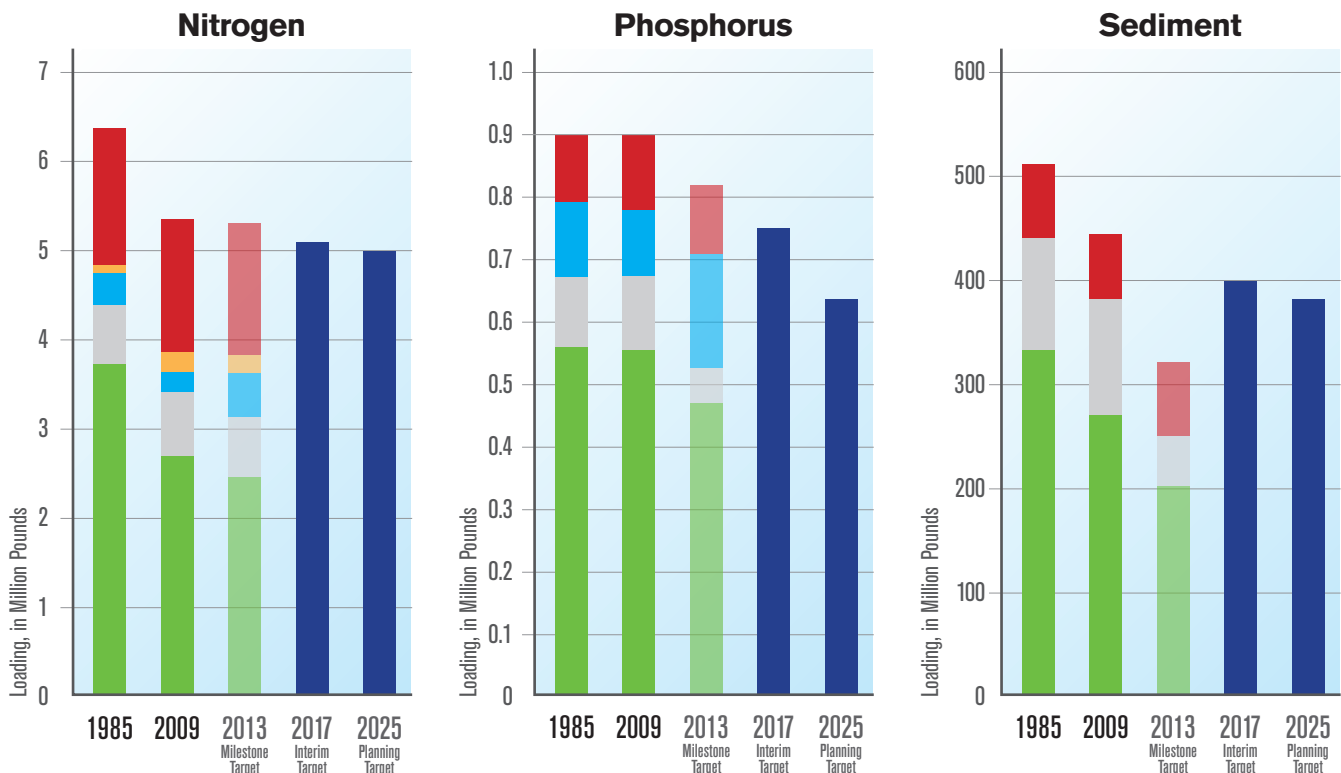 Nitrogen
Loading, in Million Pounds
7
6
5
4
3
2
1
0
1985
2009
2013
Milestone
Target
2017
Interim
Target
2025
Planning
Target
Phosphorus
Loading, in Million Pounds
1.0
0.9
0.8
0.7
0.6
0.5
0.4
0.3
0.2
0.1
0
1985
2009
2013
Milestone
Target
2017
Interim
Target
2025
Planning
Target
Sediment
Loading, in Million Pounds
600
500
400
300
200
100
0
1985
2009
2013
Milestone
Target
2017
Interim
Target
2025
Planning
Target